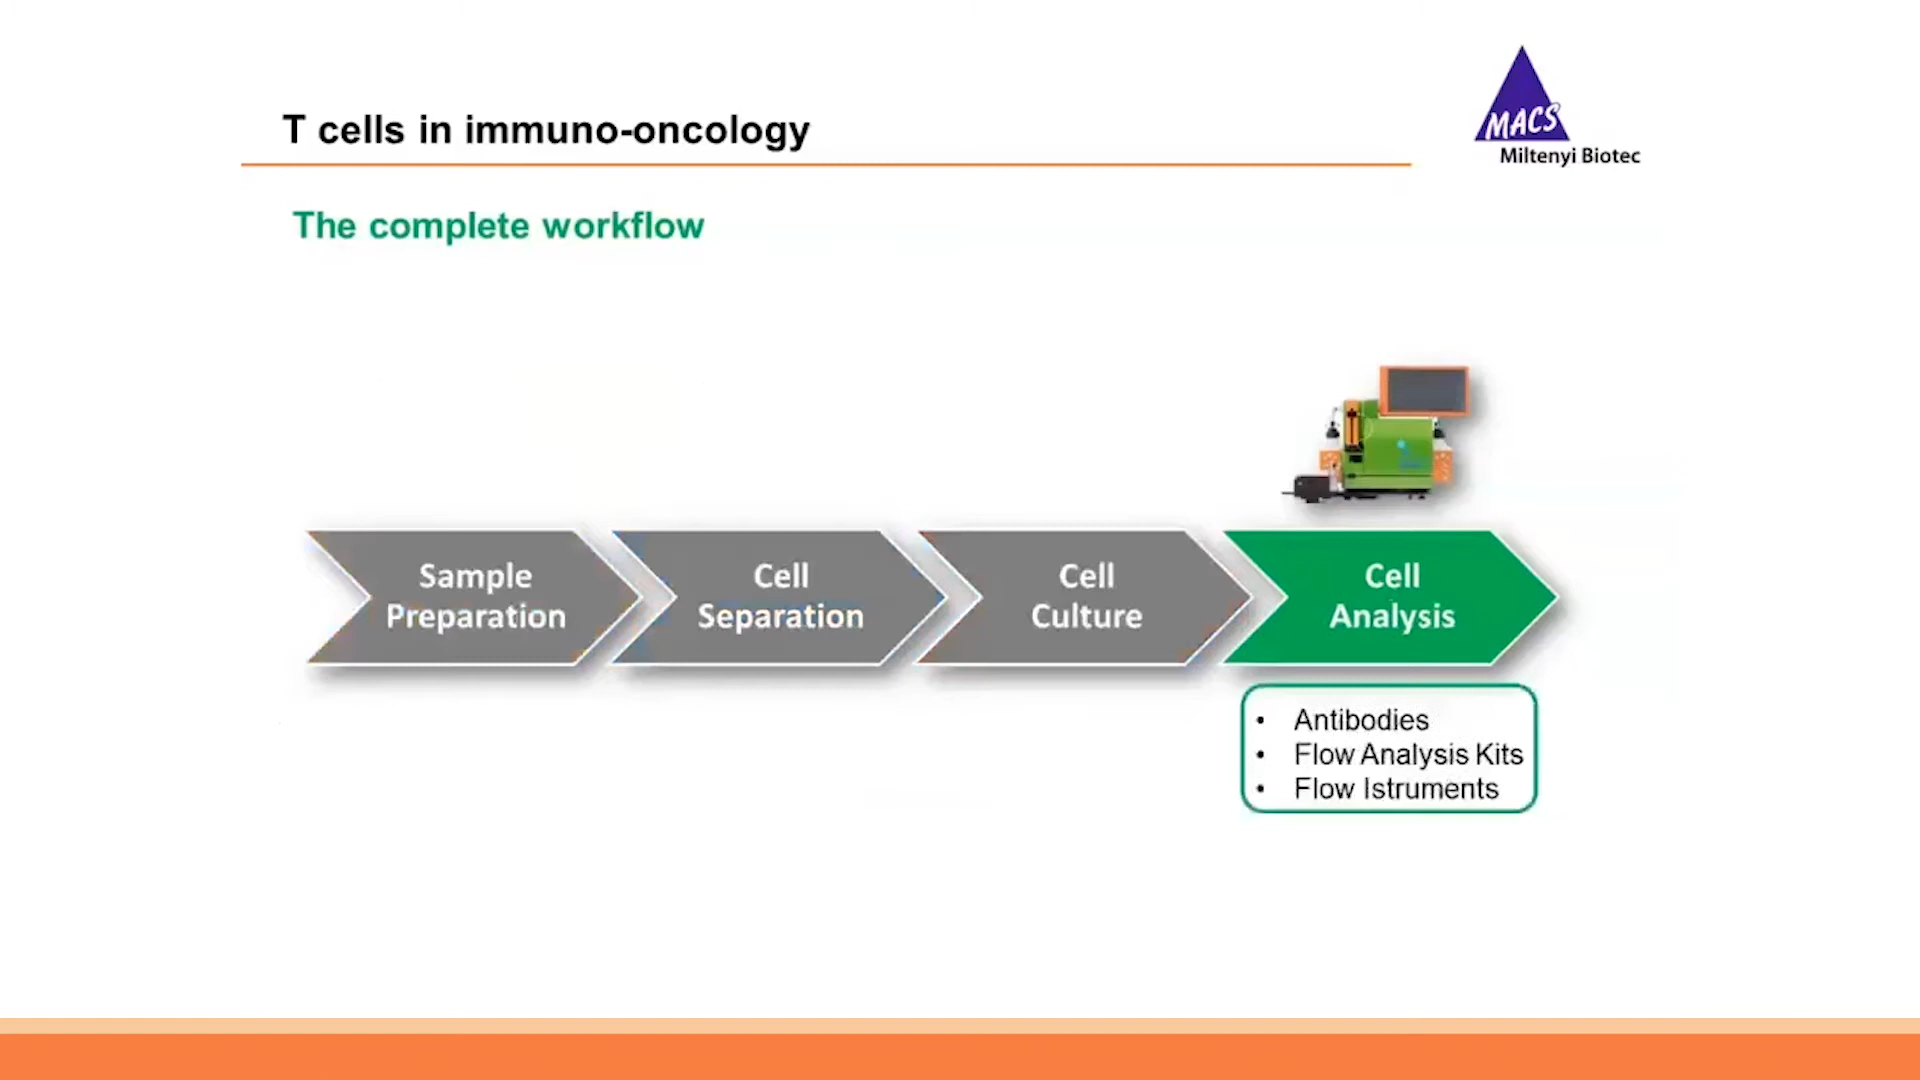 T cells in immuno-oncology
MACS
Miltenyi Biotec
The complete workflow
Sample
Preparation
Cell
Separation
Cell
Culture
Cell
Analysis
• Antibodies
• Flow Analysis Kits
• Flow Istruments